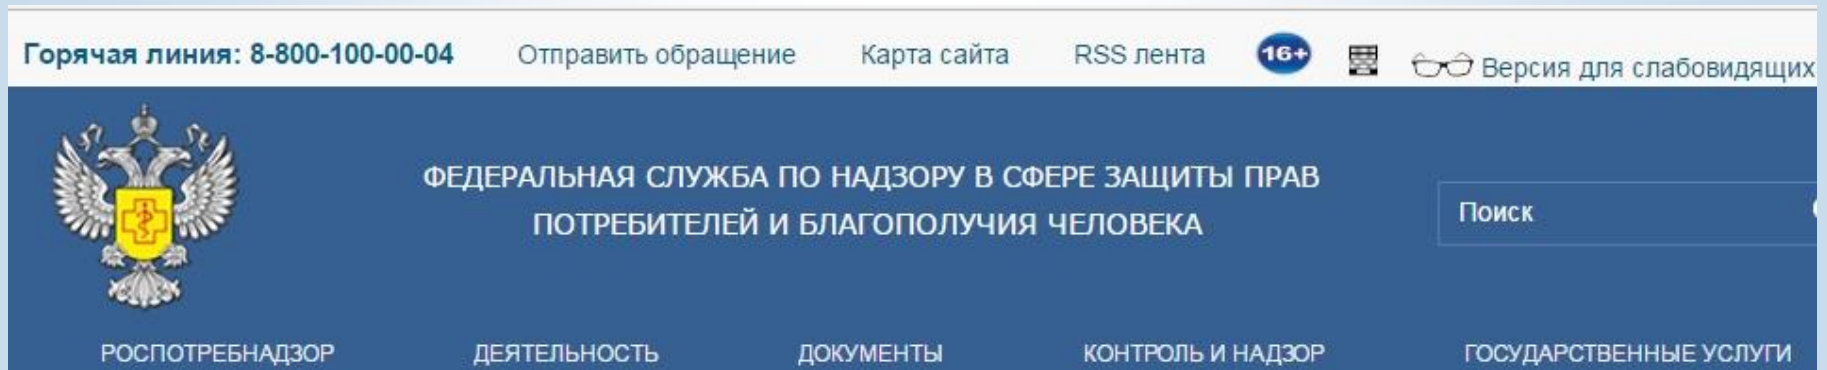 Горячая линия: 8-800-100-00-04 Отправить обращение Карта сайта RSS лента 16+ Версия для слабовидящих
ФЕДЕРАЛЬНАЯ СЛУЖБА ПО НАДЗОРУ В СФЕРЕ ЗАЩИТЫ ПРАВ
ПОТРЕБИТЕЛЕЙ И БЛАГОПОЛУЧИЯ ЧЕЛОВЕКА
Поиск
РОСПОТРЕБНАДЗОР ДЕЯТЕЛЬНОСТЬ ДОКУМЕНТЫ КОНТРОЛЬ И НАДЗОР ГОСУДАРСТВЕННЫЕ УСЛУГИ